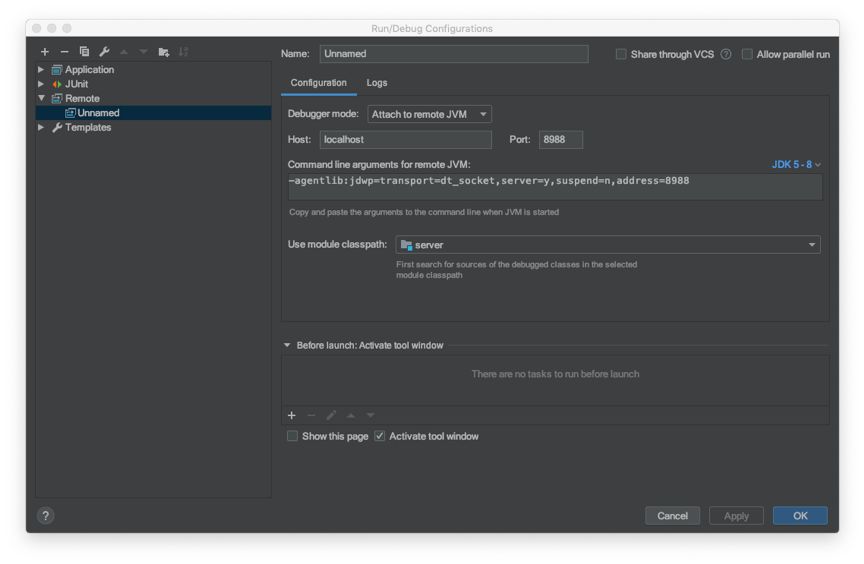 Run/Debug Configurations
Name: Unnamed Share through VCS ? Allow parallel run
Application
JUnit
Remote
Unnamed
Templates
Configuration Logs
Debugger mode: Attach to remote JVM
Host: localhost Port: 8988
Command line arguments for remote JVM: JDK 5 - 8
-agentlib:jdwp=transport=dt_socket,server=y,suspend=n,address=8988
Copy and paste the arguments to the command line when JVM is started
Use module classpath: server
First search for sources of the debugged classes in the selected
module classpath
Before launch: Activate tool window
There are no tasks to run before launch
Show this page Activate tool window
? Cancel Apply OK